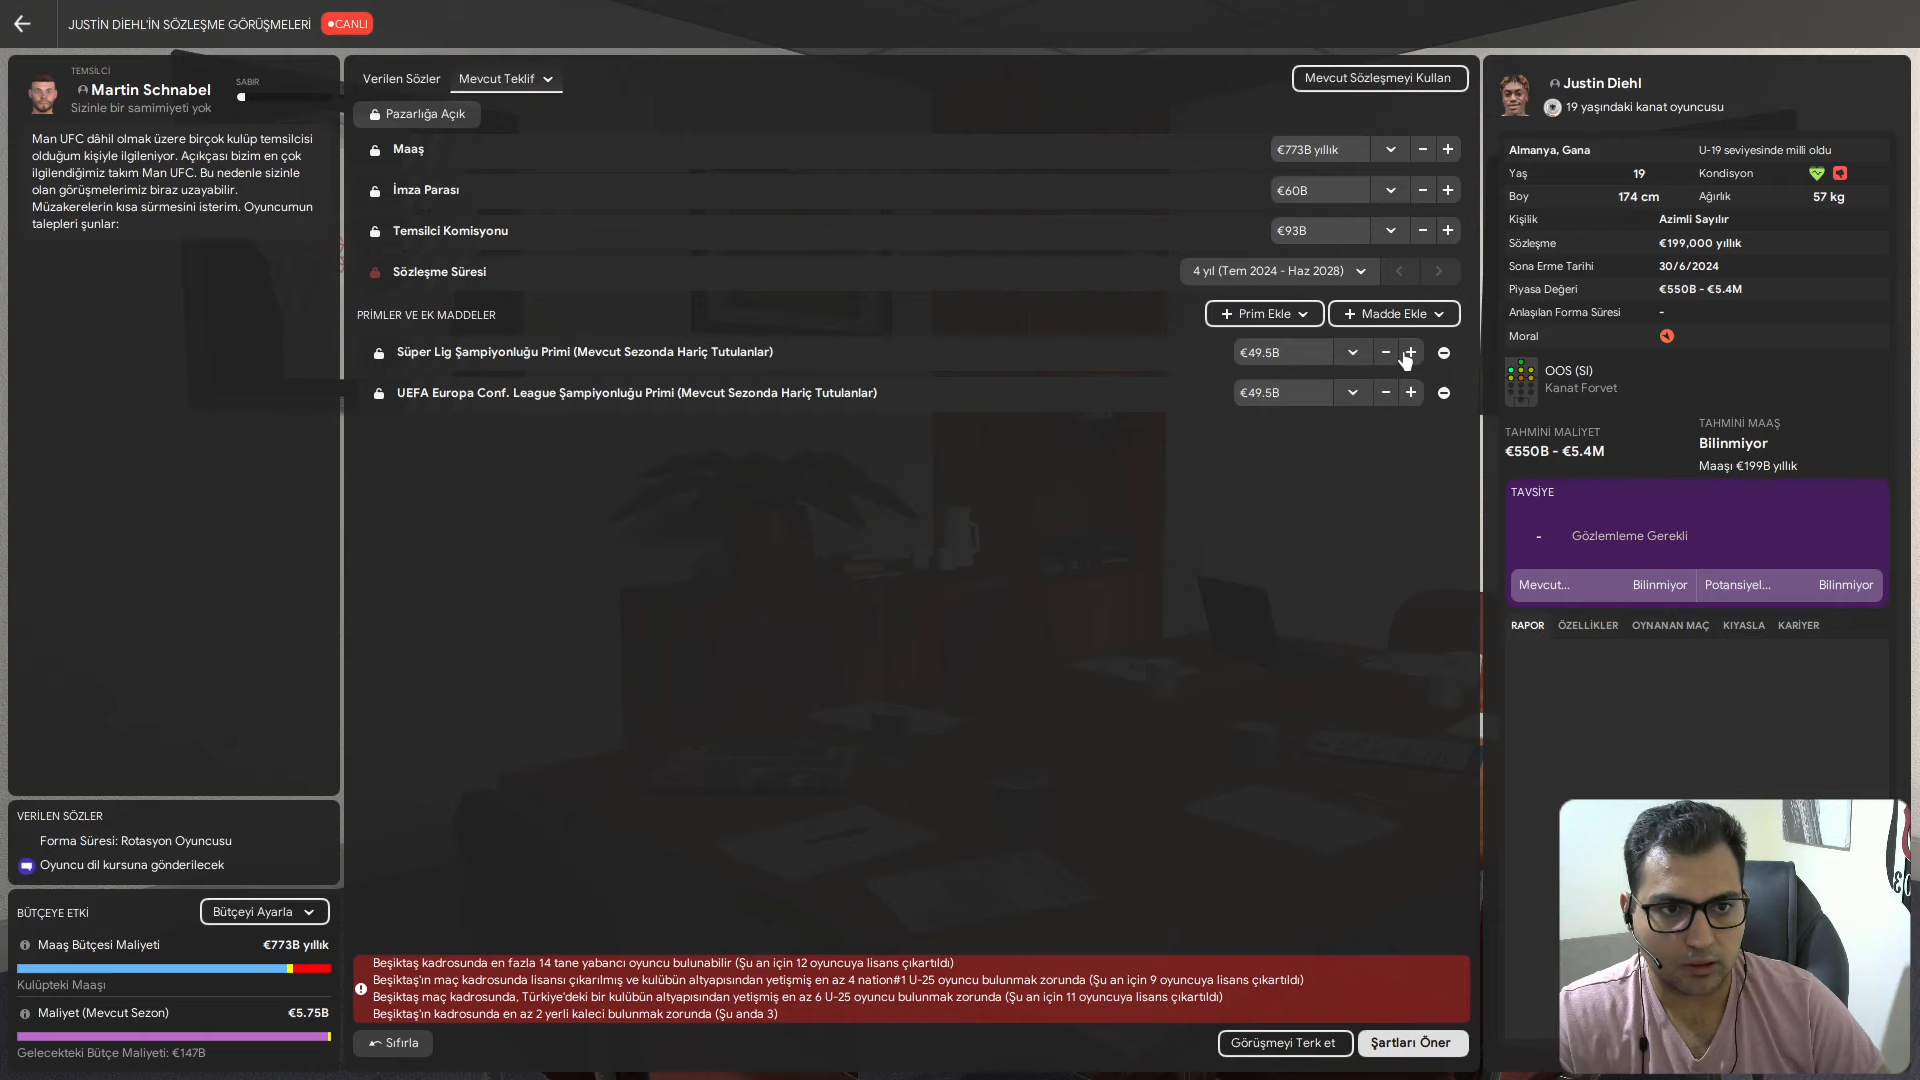 JUSTİN DİEHL'İN SÖZLEŞME GÖRÜŞMELERİ
CANLI
TEMSİLCİ
Martin Schnabel
Sizinle bir samimiyeti yok
SABIR
Man UFC dâhil olmak üzere birçok kulüp temsilcisi
olduğum kişiyle ilgileniyor. Açıkçası bizim en çok
ilgilendiğimiz takım Man UFC. Bu nedenle sizinle
olan görüşmelerimiz biraz uzayabilir.
Müzakerelerin kısa sürmesini isterim. Oyuncumun
talepleri şunlar:
VERİLEN SÖZLER
Forma Süresi: Rotasyon Oyuncusu
Oyuncu dil kursuna gönderilecek
BÜTÇEYE ETKİ
Bütçeyi Ayarla
Maaş Bütçesi Maliyeti €773B yıllık
Kulüpteki Maaşı
Maliyet (Mevcut Sezon) €5.75B
Gelecekteki Bütçe Maliyeti: €147B
Verilen Sözler
Mevcut Teklif
Mevcut Sözleşmeyi Kullan
Pazarlığa Açık
Maaş €773B yıllık
İmza Parası €60B
Temsilci Komisyonu €93B
Sözleşme Süresi 4 yıl (Tem 2024 - Haz 2028)
PRİMLER VE EK MADDELER
Prim Ekle
Madde Ekle
Süper Lig Şampiyonluğu Primi (Mevcut Sezonda Hariç Tutulanlar) €49.5B
UEFA Europa Conf. League Şampiyonluğu Primi (Mevcut Sezonda Hariç Tutulanlar) €49.5B
Beşiktaş kadrosunda en fazla 14 tane yabancı oyuncu bulunabilir (Şu an için 12 oyuncuya lisans çıkartıldı)
Beşiktaş'ın maç kadrosunda lisansı çıkarılmış ve kulübün altyapısından yetişmiş en az 4 nation#1 U-25 oyuncu bulunmak zorunda (Şu an için 9 oyuncuya lisans çıkartıldı)
Beşiktaş maç kadrosunda, Türkiye'deki bir kulübün altyapısından yetişmiş en az 6 U-25 oyuncu bulunmak zorunda (Şu an için 11 oyuncuya lisans çıkartıldı)
Beşiktaş'ın kadrosunda en az 2 yerli kaleci bulunmak zorunda (Şu anda 3)
Sıfırla
Görüşmeyi Terk et
Şartları Öner
Justin Diehl
19 yaşındaki kanat oyuncusu
Almanya, Gana U-19 seviyesinde milli oldu
Yaş 19 Kondisyon
Boy 174 cm Ağırlık 57 kg
Kişilik Azimli Sayılır
Sözleşme €199,000 yıllık
Sona Erme Tarihi 30/6/2024
Piyasa Değeri €550B - €5.4M
Anlaşılan Forma Süresi -
Moral
OOS (Sl)
Kanat Forvet
TAHMİNİ MALİYET
€550B - €5.4M
TAHMİNİ MAAŞ
Bilinmiyor
Maaşı €199B yıllık
TAVSİYE
- Gözlemleme Gerekli
Mevcut... Bilinmiyor Potansiyel... Bilinmiyor
RAPOR ÖZELLİKLER OYNANAN MAÇ KIYASLA KARİYER